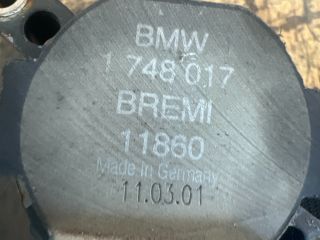 BMW
1 748 017
BREMI
11860
Made in Germany
11.03.01